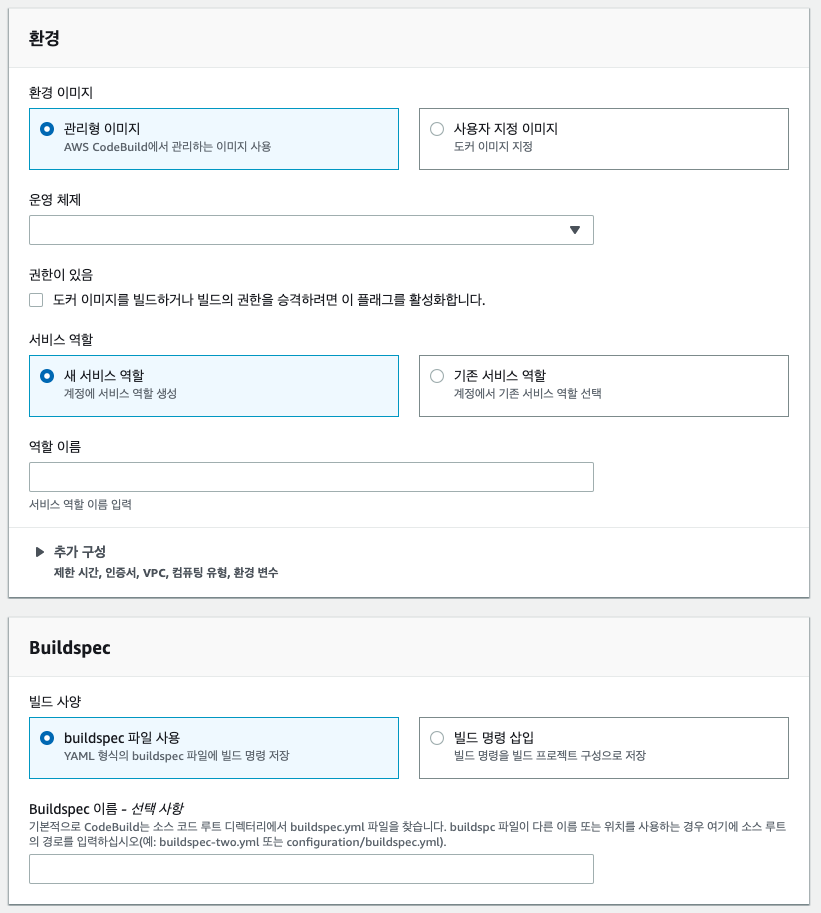 환경
환경 이미지
관리형 이미지
AWS CodeBuild에서 관리하는 이미지 사용
사용자 지정 이미지
도커 이미지 지정
운영 체제
권한이 있음
도커 이미지를 빌드하거나 빌드의 권한을 승격하려면 이 플래그를 활성화합니다.
서비스 역할
새 서비스 역할
계정에 서비스 역할 생성
기존 서비스 역할
계정에서 기존 서비스 역할 선택
역할 이름
서비스 역할 이름 입력
추가 구성
제한 시간, 인증서, VPC, 컴퓨팅 유형, 환경 변수
Buildspec
빌드 사양
buildspec 파일 사용
YAML 형식의 buildspec 파일에 빌드 명령 저장
빌드 명령 삽입
빌드 명령을 빌드 프로젝트 구성으로 저장
Buildspec 이름 - 선택 사항
기본적으로 CodeBuild는 소스 코드 루트 디렉터리에서 buildspec.yml 파일을 찾습니다. buildspc 파일이 다른 이름 또는 위치를 사용하는 경우 여기에 소스 루트
의 경로를 입력하십시오(예: buildspec-two.yml 또는 configuration/buildspec.yml).